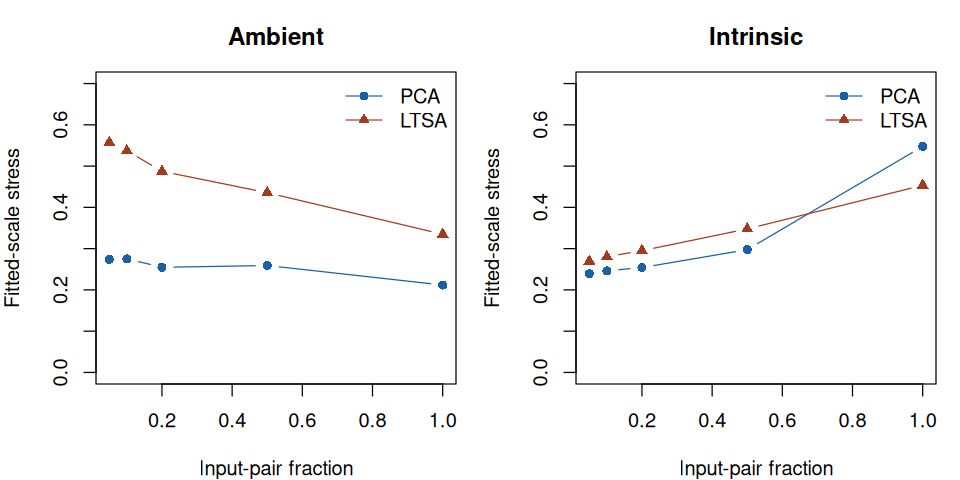 Ambient
PCA
LTSA
Fitted-scale stress
0.0
0.2
0.4
0.6
0.2
0.4
0.6
0.8
1.0
Input-pair fraction
Intrinsic
PCA
LTSA
Fitted-scale stress
0.0
0.2
0.4
0.6
0.2
0.4
0.6
0.8
1.0
Input-pair fraction